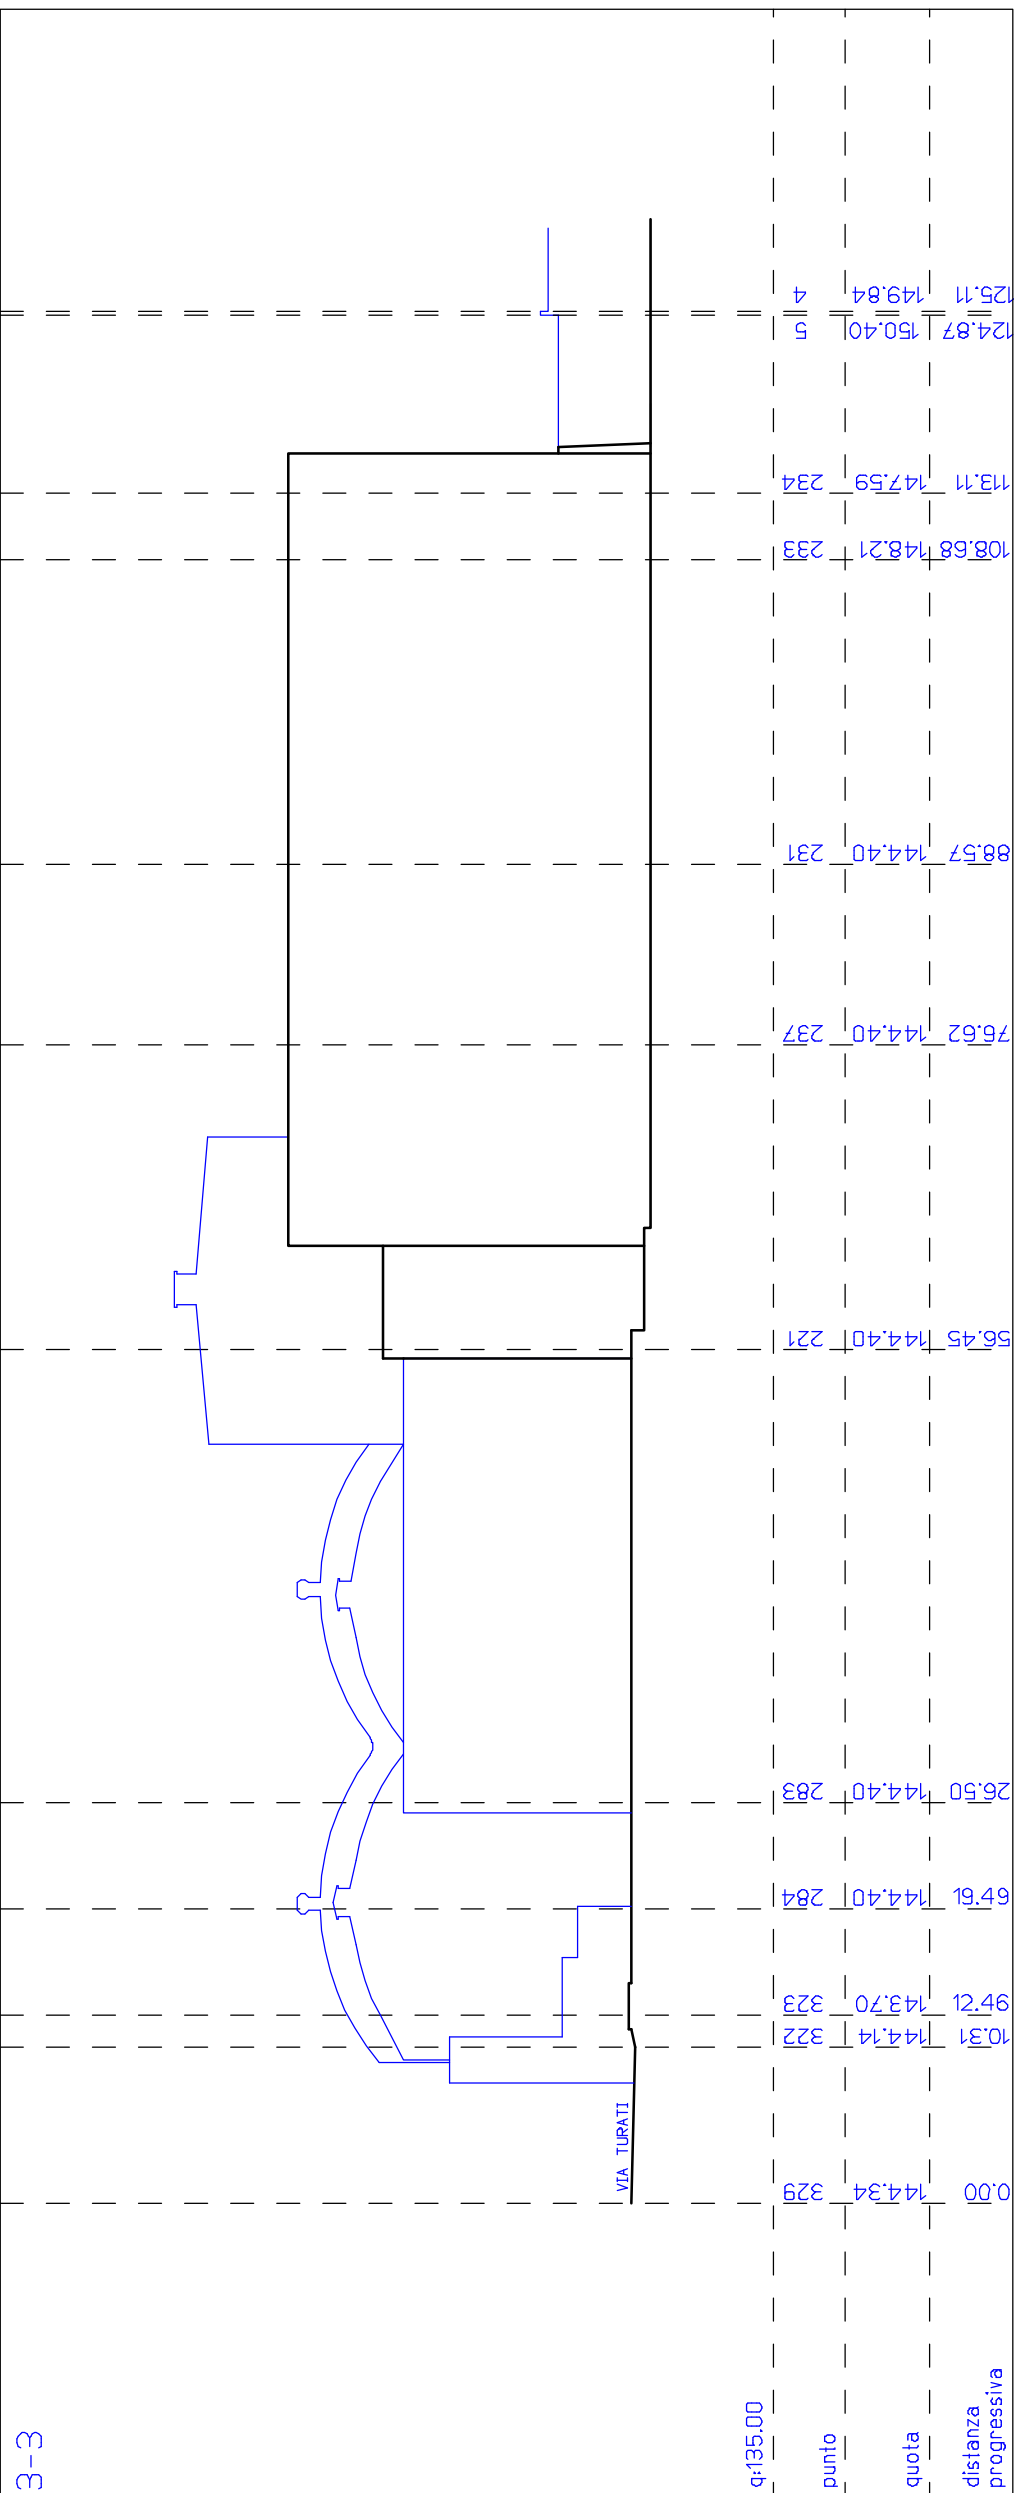 3-3
VIA TURATI
q:135.00
punto 329 322 323 284 283 221 237 231 233 234 5 4
quota 144.34 144.14 143.70 144.40 144.40 144.40 144.40 144.40 148.21 147.59 150.40 149.84
distanza
progressiva 0.00 10.31 12.46 19.49 26.50 56.45 76.62 88.57 108.68 113.11 124.87 125.11